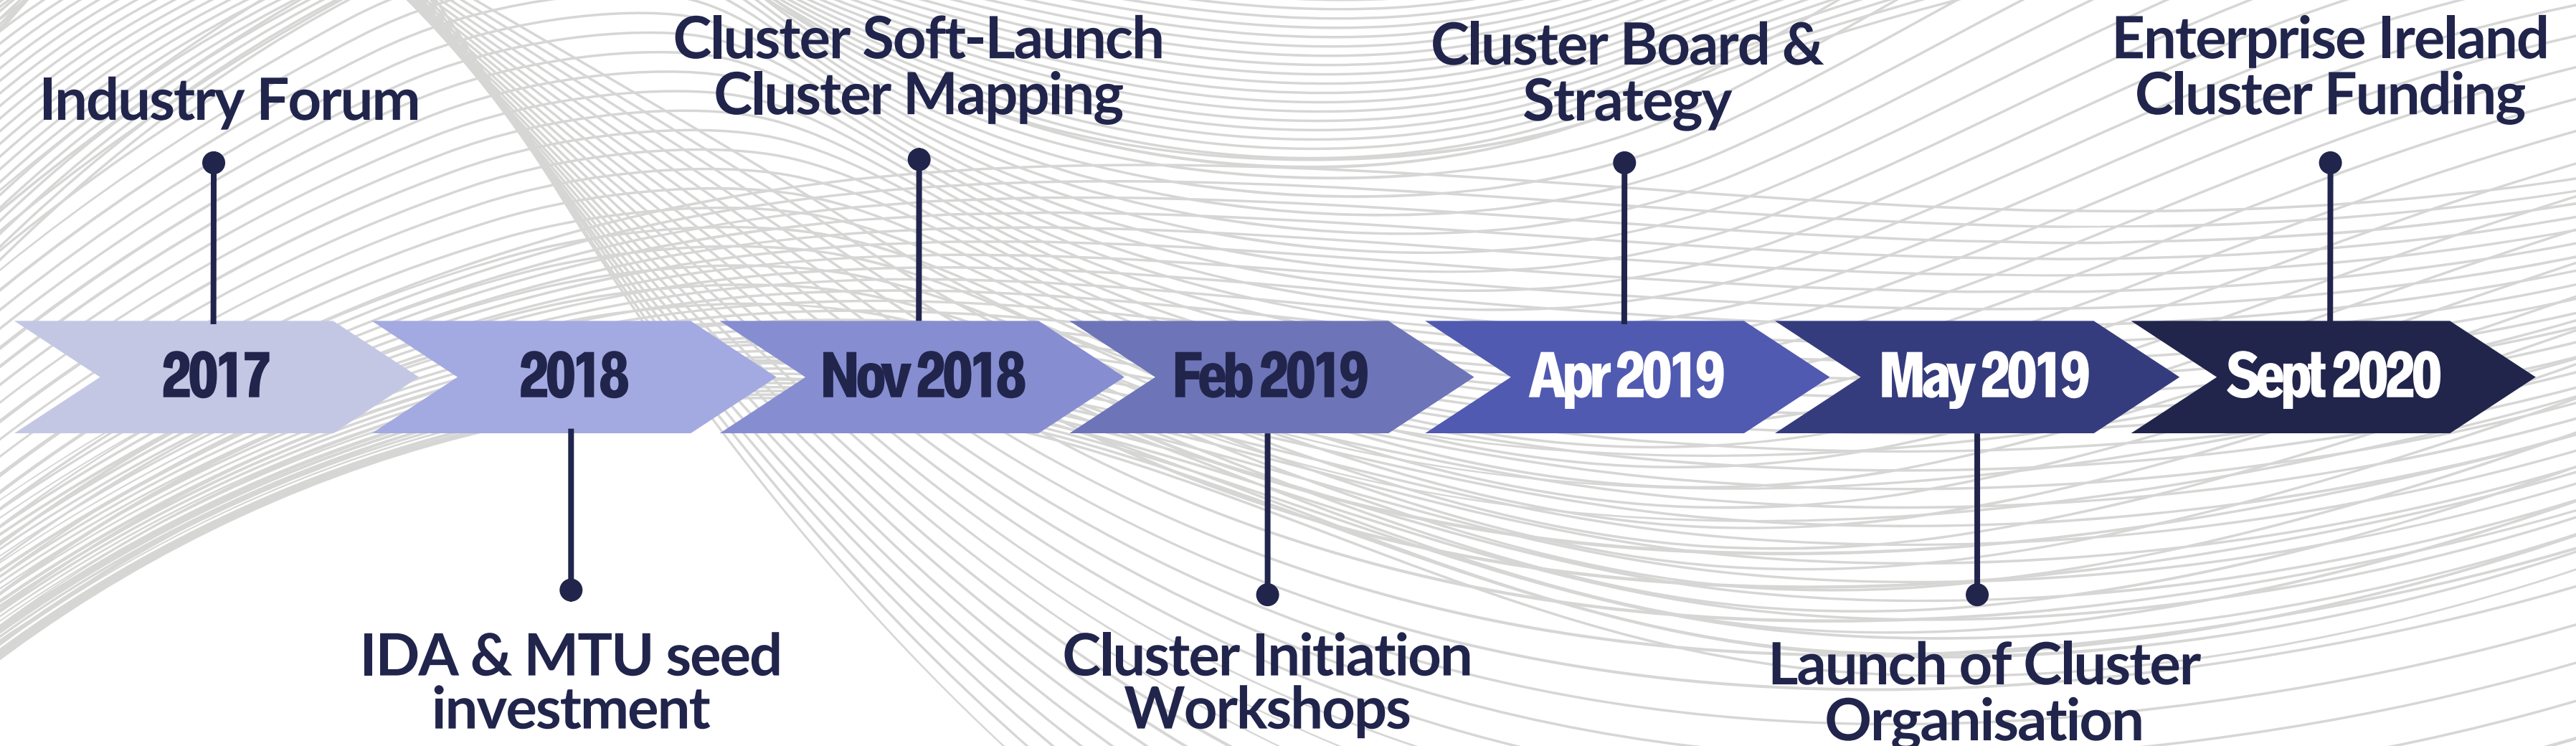 Industry Forum
Cluster Soft-Launch
Cluster Mapping
Cluster Board &
Strategy
Enterprise Ireland
Cluster Funding
2017
2018
Nov 2018
Feb 2019
Apr 2019
May 2019
Sept 2020
IDA & MTU seed
investment
Cluster Initiation
Workshops
Launch of Cluster
Organisation